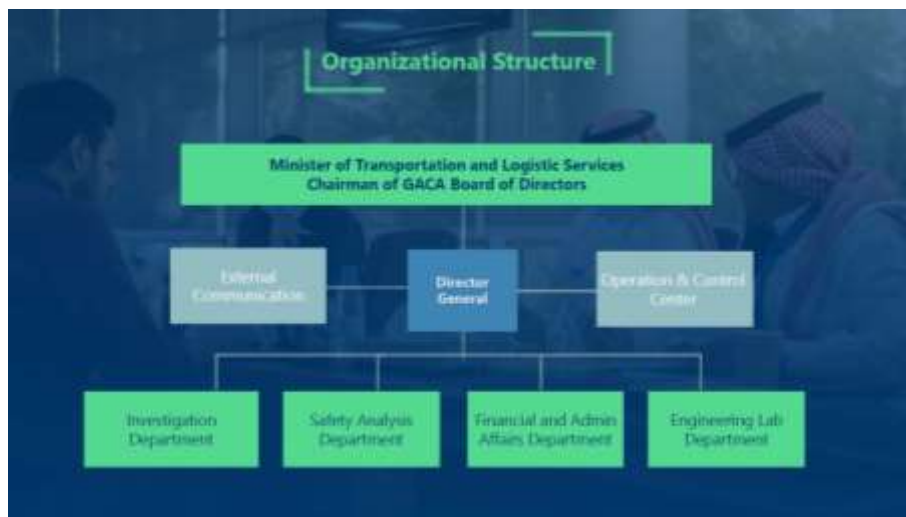 Organizational Structure
Minister of Transportation and Logistic Services
Chairman of GACA Board of Directors
External
Communication
Director
General
Operation & Control
Center
Investigation
Department
Safety Analysis
Department
Financial and Admin
Affairs Department
Engineering Lab
Department